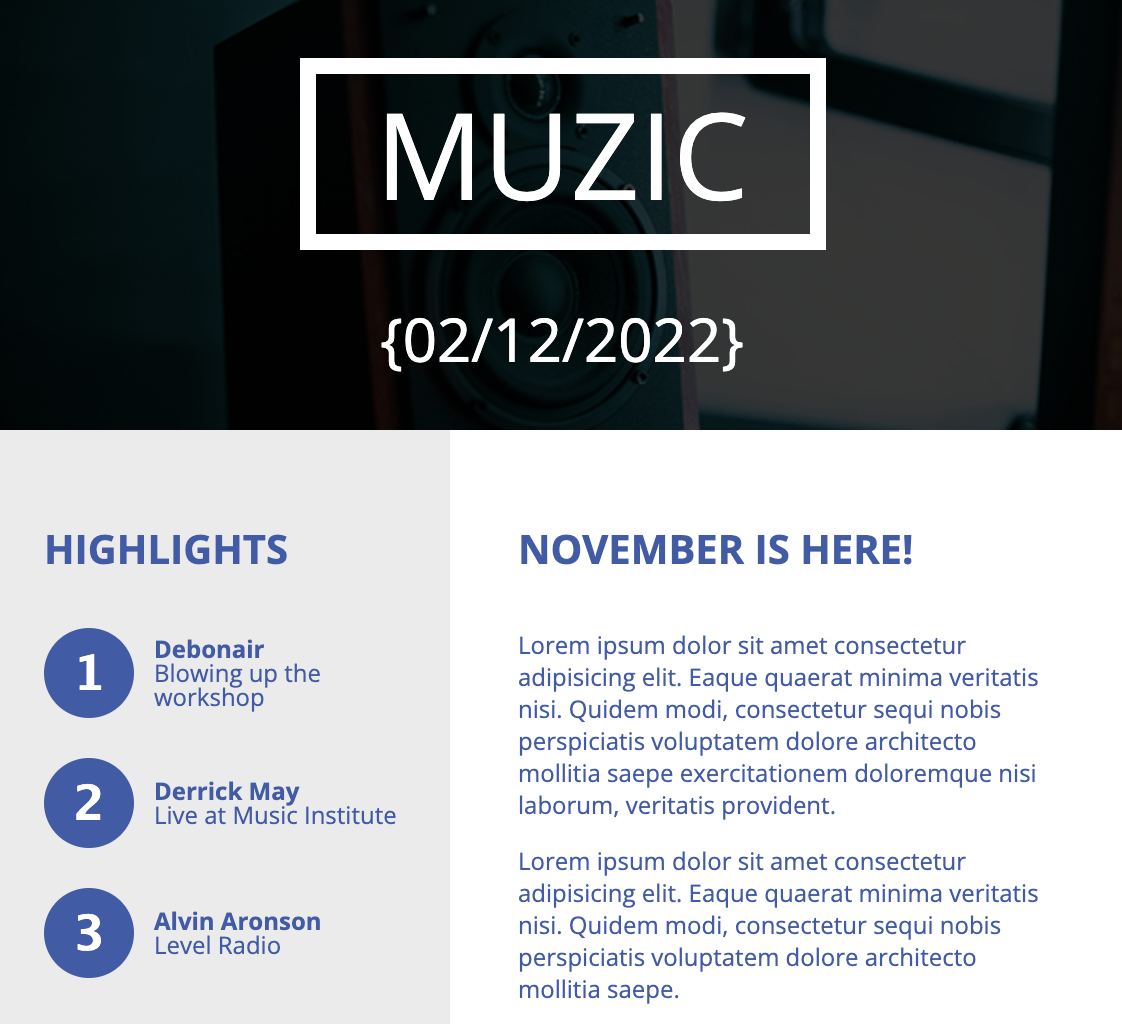 MUZIC
{02/12/2022}
HIGHLIGHTS
1
Debonair
Blowing up the
workshop
2
Derrick May
Live at Music Institute
3
Alvin Aronson
Level Radio
NOVEMBER IS HERE!
Lorem ipsum dolor sit amet consectetur
adipisicing elit. Eaque quaerat minima veritatis
nisi. Quidem modi, consectetur sequi nobis
perspiciatis voluptatem dolore architecto
mollitia saepe exercitationem doloremque nisi
laborum, veritatis provident.
Lorem ipsum dolor sit amet consectetur
adipisicing elit. Eaque quaerat minima veritatis
nisi. Quidem modi, consectetur sequi nobis
perspiciatis voluptatem dolore architecto
mollitia saepe.